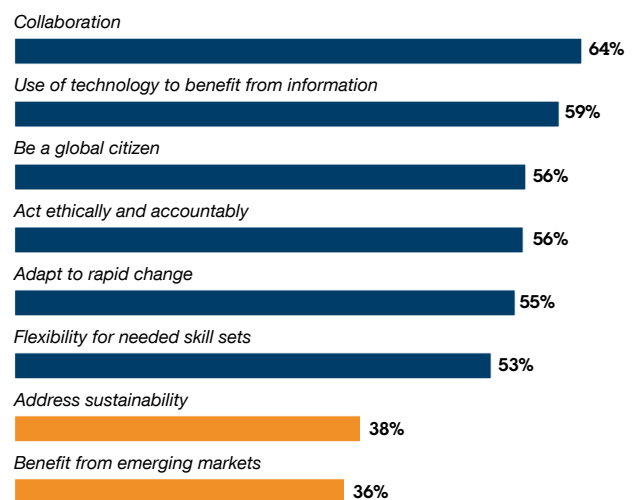 Collaboration
64%
Use of technology to benefit from information
59%
Be a global citizen
56%
Act ethically and accountably
56%
Adapt to rapid change
55%
Flexibility for needed skill sets
53%
Address sustainability
38%
Benefit from emerging markets
36%